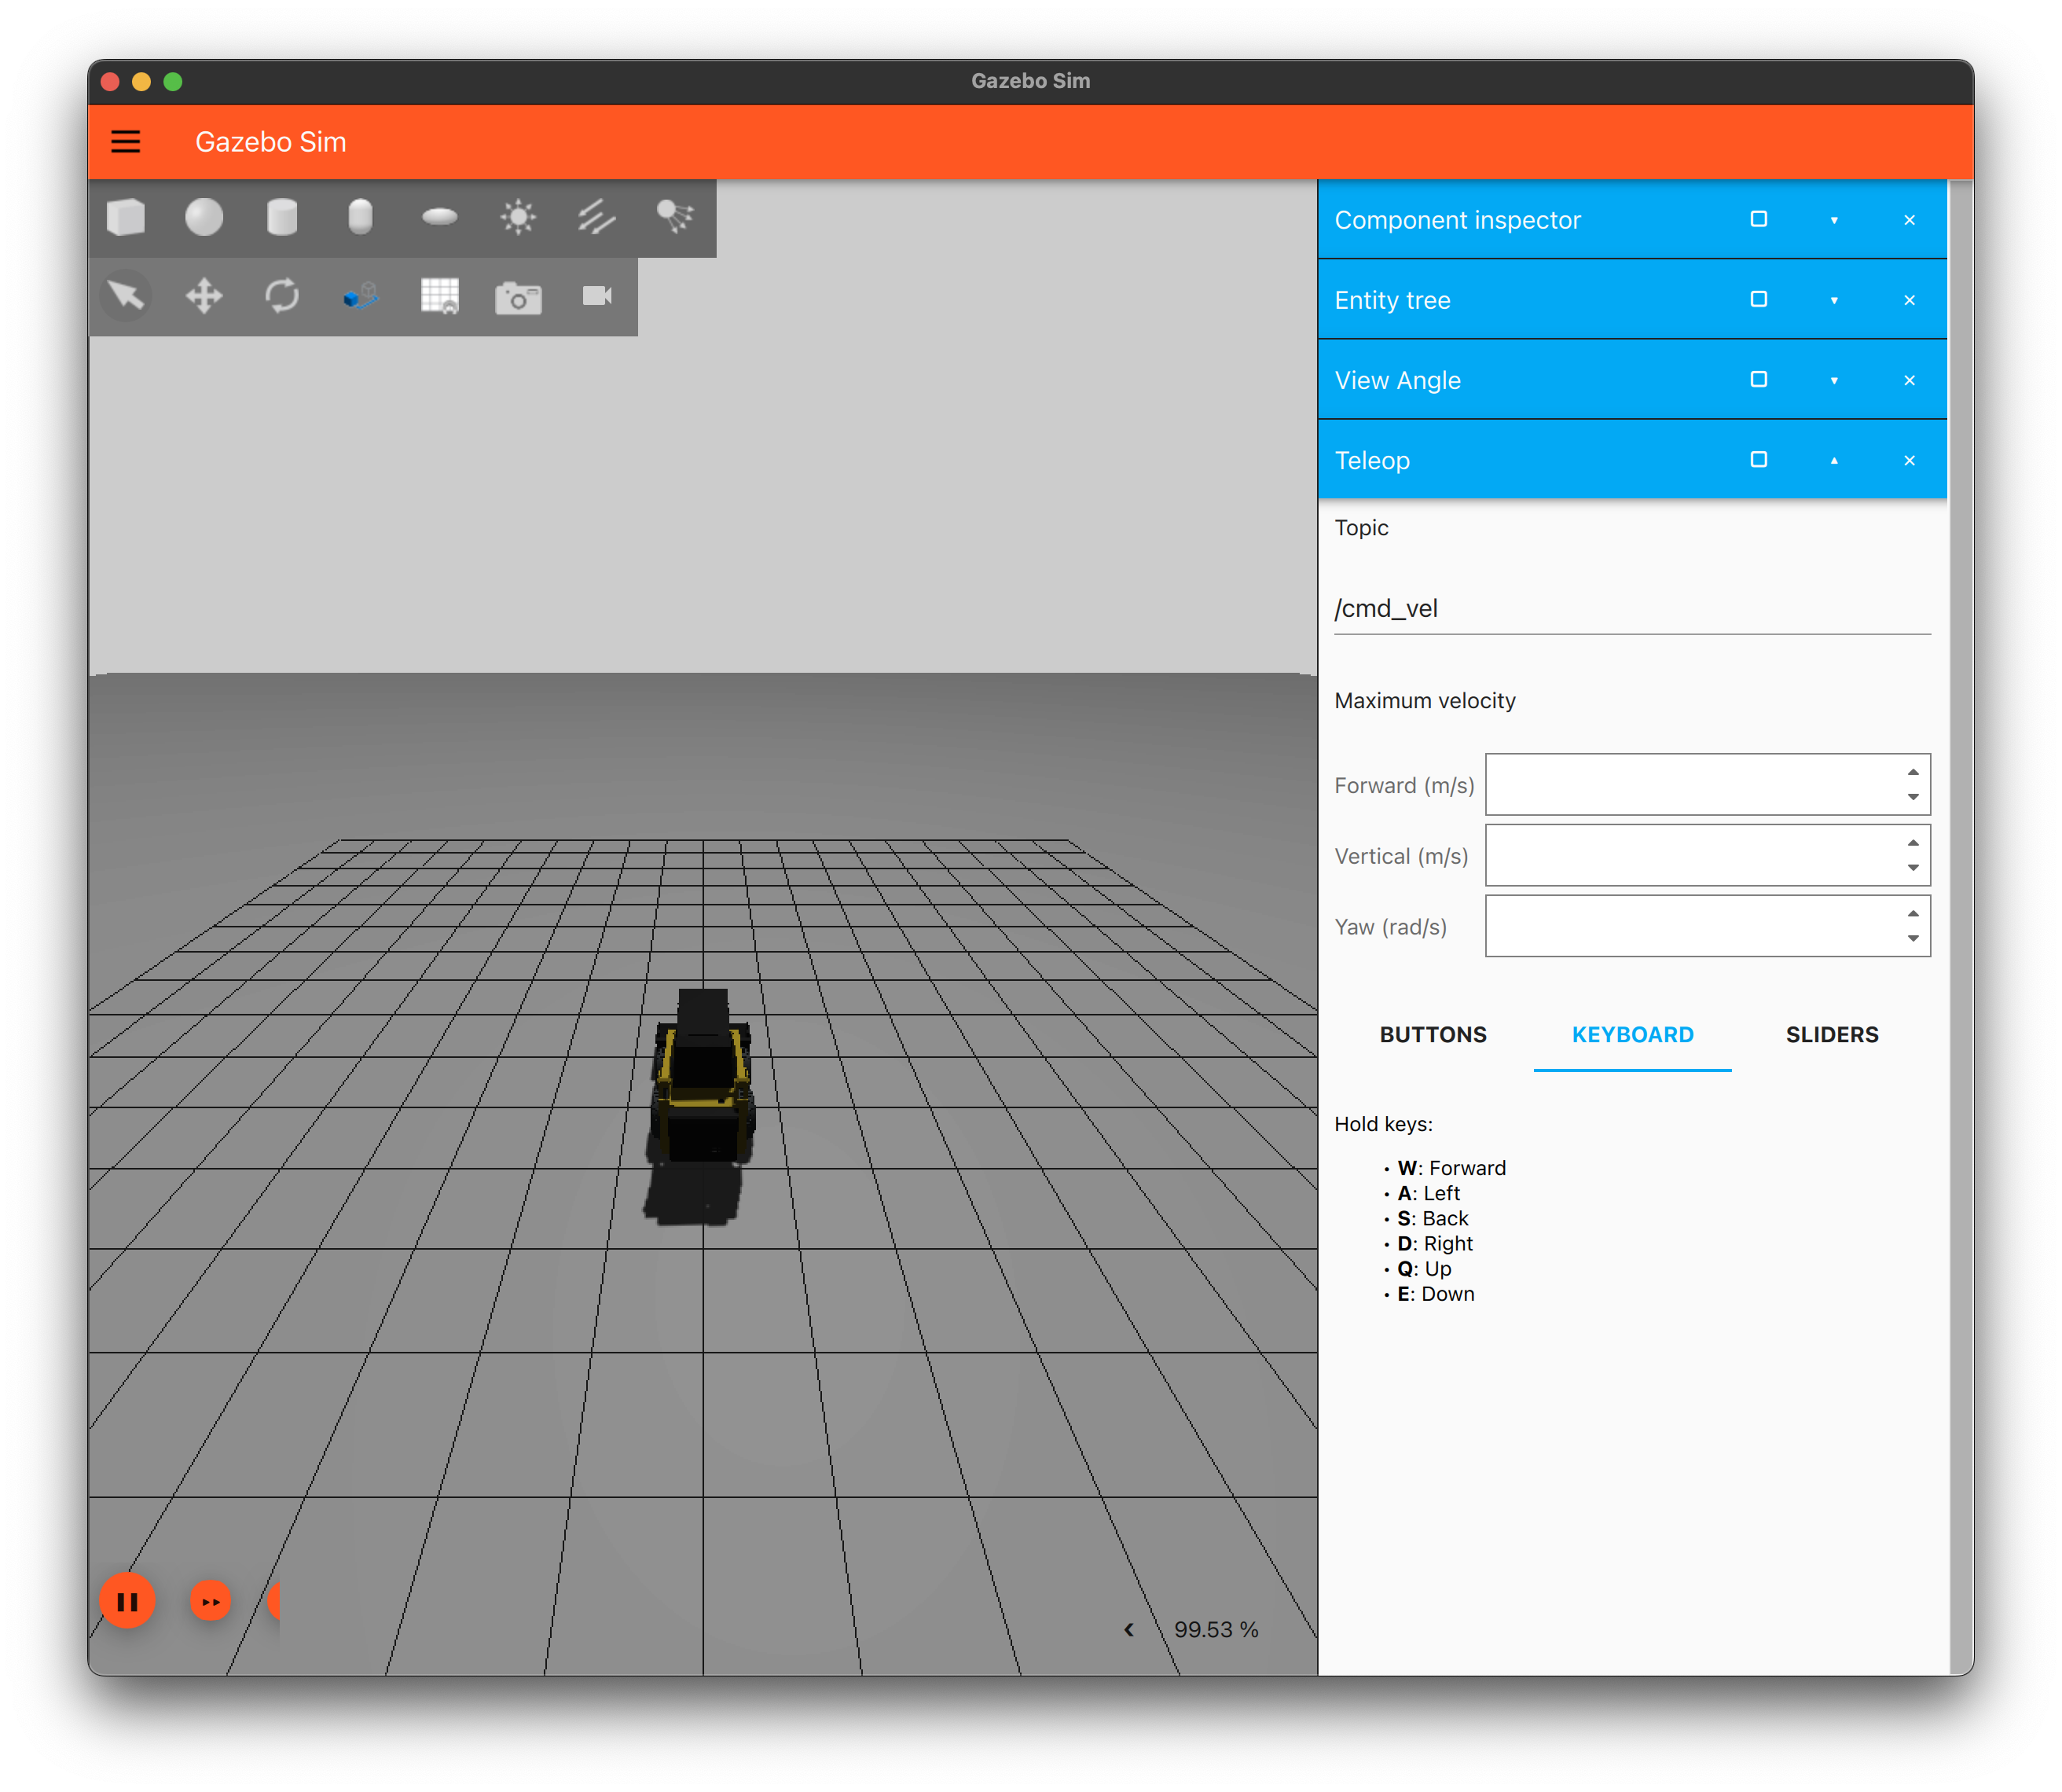 Gazebo Sim
Gazebo Sim
Component inspector
Entity tree
View Angle
Teleop
Topic
/cmd_vel
Maximum velocity
Forward (m/s)
Vertical (m/s)
Yaw (rad/s)
BUTTONS KEYBOARD SLIDERS
Hold keys:
• W: Forward
• A: Left
• S: Back
• D: Right
• Q: Up
• E: Down
99.53 %